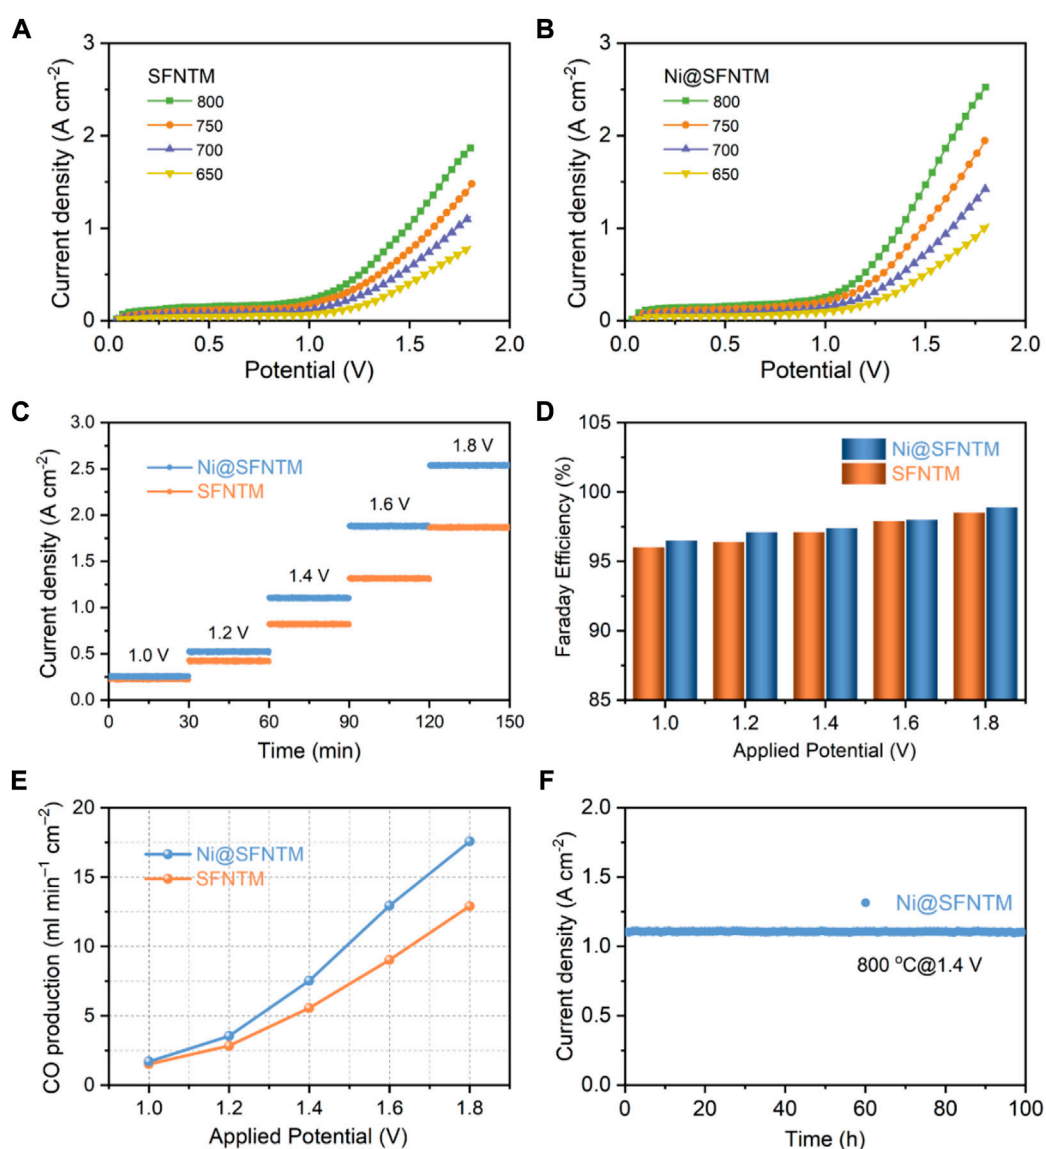 A
SFNTM
800
750
700
650
Current density (A cm⁻²)
0
1
2
3
0.0
0.5
1.0
1.5
2.0
Potential (V)
B
Ni@SFNTM
800
750
700
650
Current density (A cm⁻²)
0
1
2
3
0.0
0.5
1.0
1.5
2.0
Potential (V)
C
Ni@SFNTM
SFNTM
1.0 V
1.2 V
1.4 V
1.6 V
1.8 V
Current density (A cm⁻²)
0.0
0.5
1.0
1.5
2.0
2.5
3.0
0
30
60
90
120
150
Time (min)
D
Ni@SFNTM
SFNTM
Faraday Efficiency (%)
85
90
95
100
105
1.0
1.2
1.4
1.6
1.8
Applied Potential (V)
E
Ni@SFNTM
SFNTM
CO production (ml min⁻¹ cm⁻²)
0
5
10
15
20
1.0
1.2
1.4
1.6
1.8
Applied Potential (V)
F
Ni@SFNTM
800 °C@1.4 V
Current density (A cm⁻²)
0.0
0.5
1.0
1.5
2.0
0
20
40
60
80
100
Time (h)